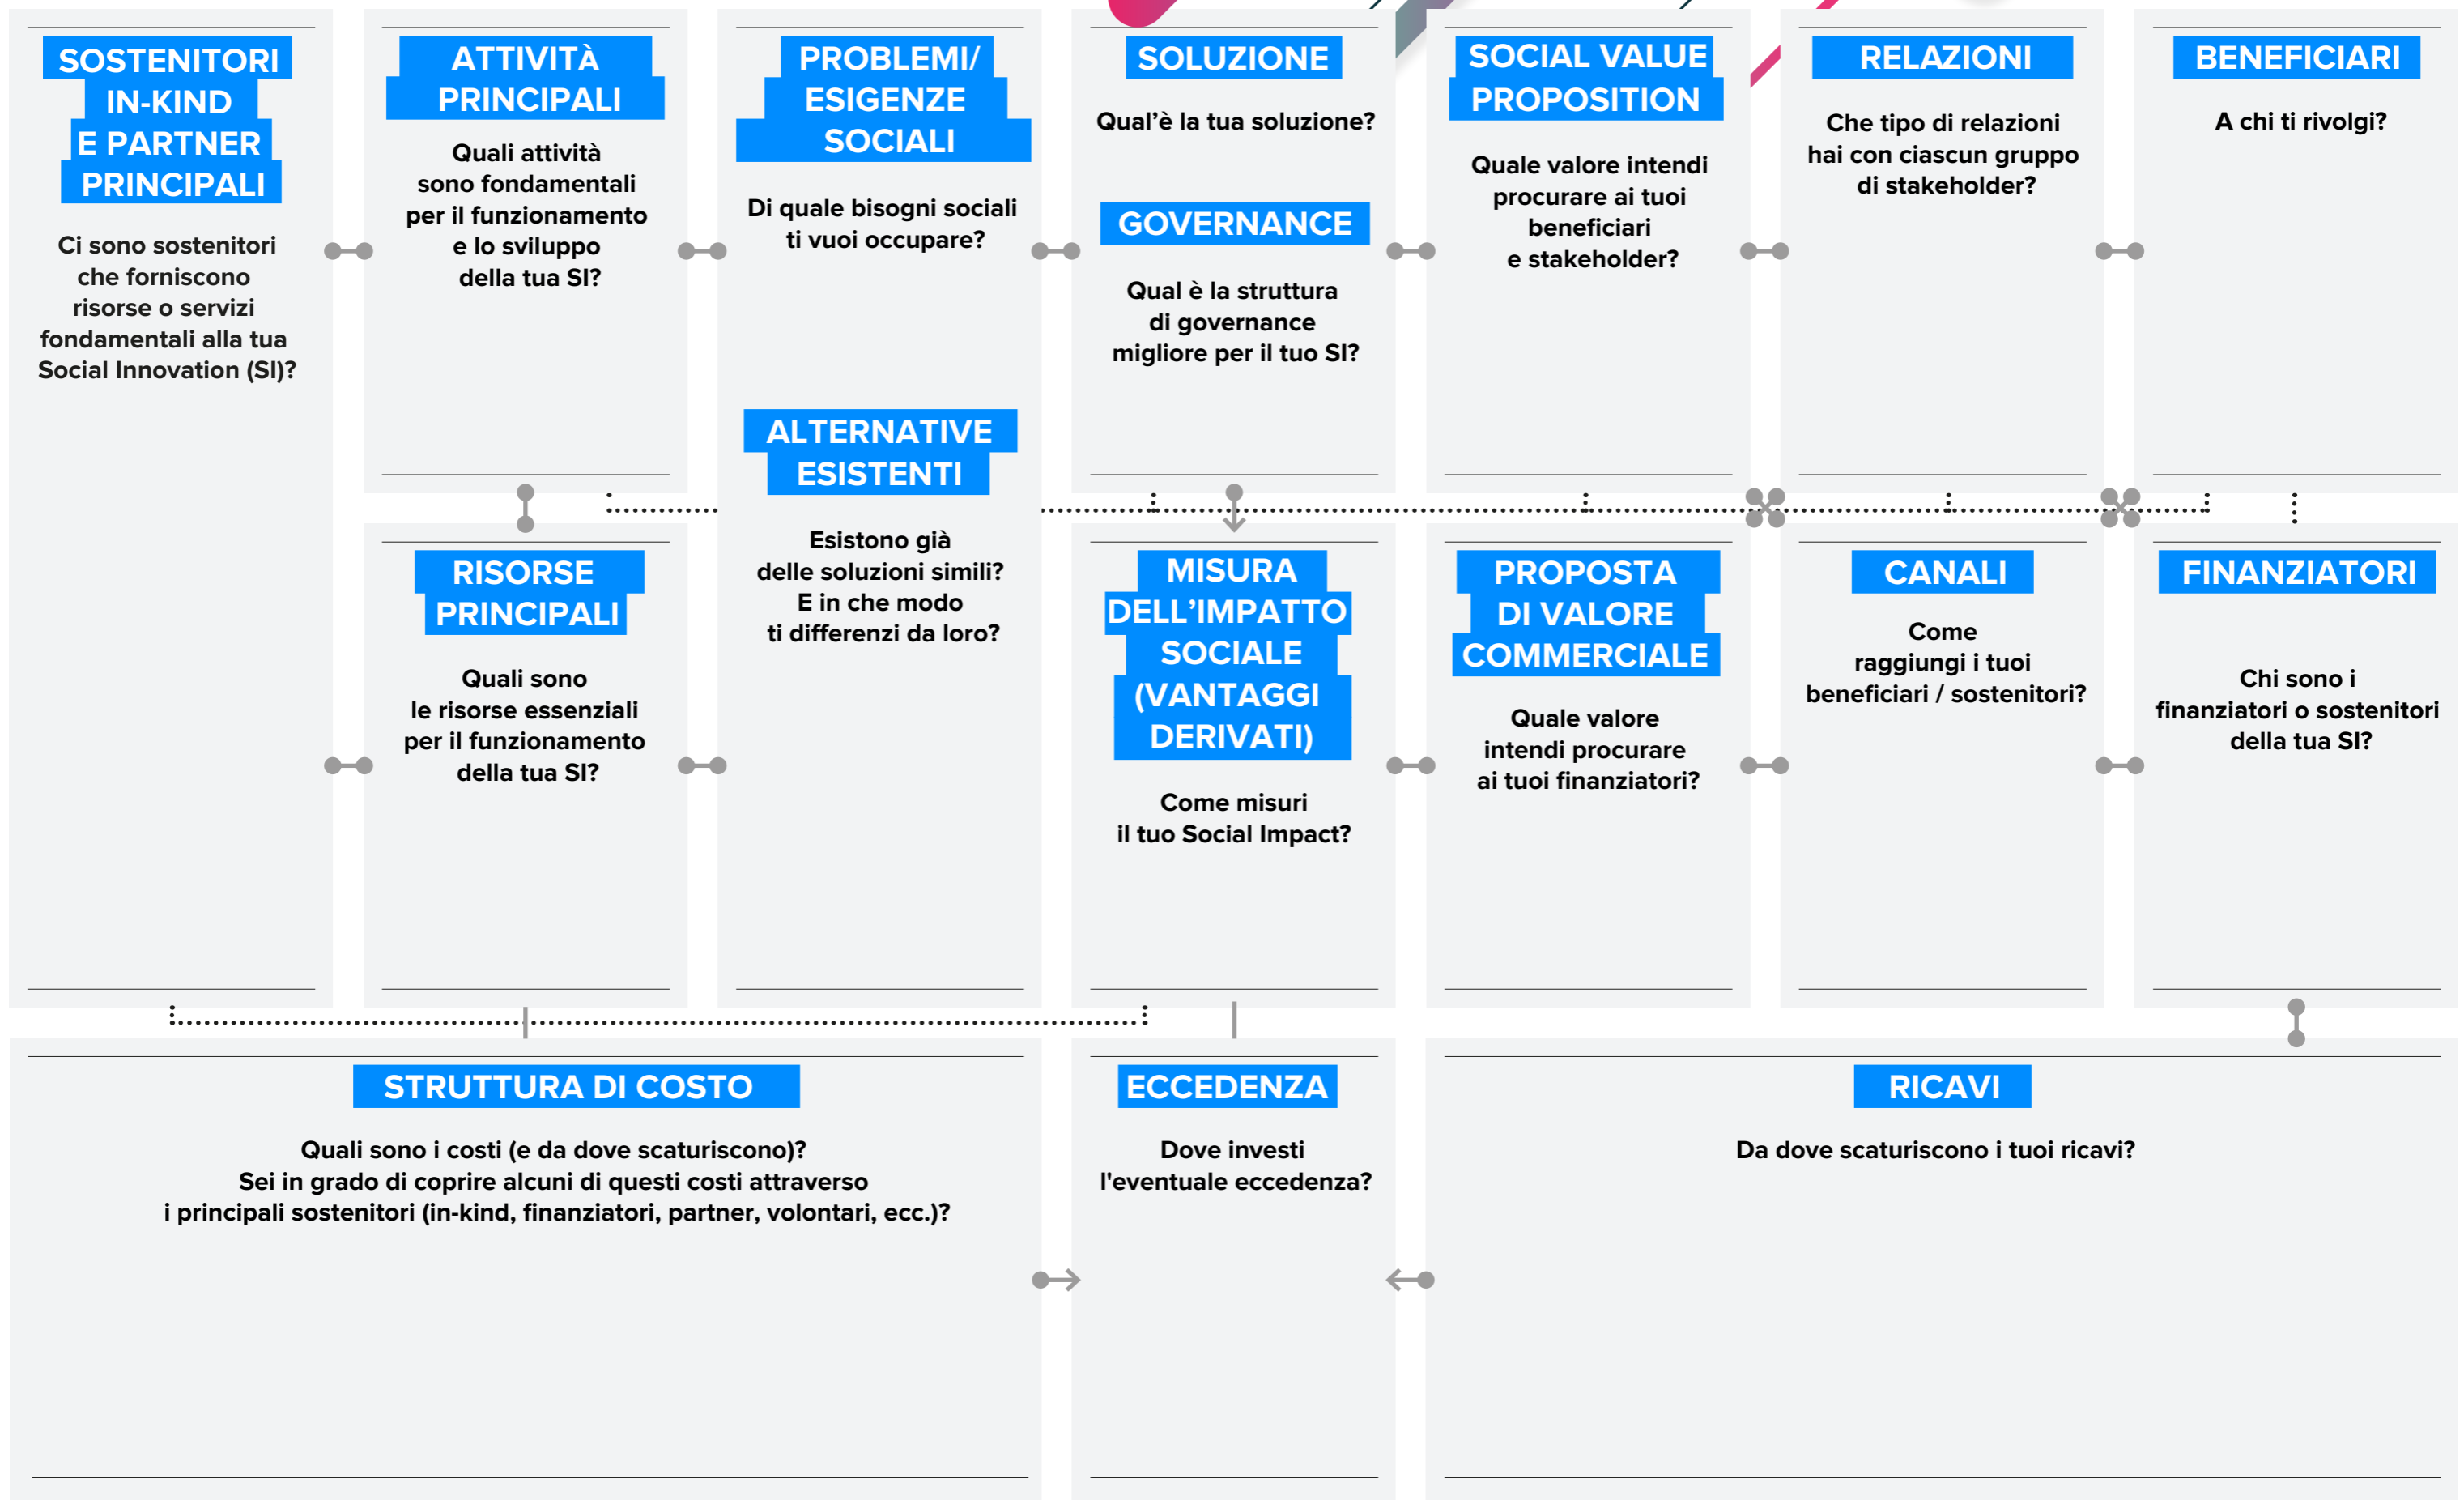 SOSTENITORI
IN-KIND
E PARTNER
PRINCIPALI
Ci sono sostenitori
che forniscono
risorse o servizi
fondamentali alla tua
Social Innovation (SI)?
ATTIVITÀ
PRINCIPALI
Quali attività
sono fondamentali
per il funzionamento
e lo sviluppo
della tua SI?
RISORSE
PRINCIPALI
Quali sono
le risorse essenziali
per il funzionamento
della tua SI?
PROBLEMI/
ESIGENZE
SOCIALI
Di quale bisogni sociali
ti vuoi occupare?
ALTERNATIVE
ESISTENTI
Esistono già
delle soluzioni simili?
E in che modo
ti differenzi da loro?
SOLUZIONE
Qual’è la tua soluzione?
GOVERNANCE
Qual è la struttura
di governance
migliore per il tuo SI?
MISURA
DELL’IMPATTO
SOCIALE
(VANTAGGI
DERIVATI)
Come misuri
il tuo Social Impact?
SOCIAL VALUE
PROPOSITION
Quale valore intendi
procurare ai tuoi
beneficiari
e stakeholder?
PROPOSTA
DI VALORE
COMMERCIALE
Quale valore
intendi procurare
ai tuoi finanziatori?
RELAZIONI
Che tipo di relazioni
hai con ciascun gruppo
di stakeholder?
CANALI
Come
raggiungi i tuoi
beneficiari / sostenitori?
BENEFICIARI
A chi ti rivolgi?
FINANZIATORI
Chi sono i
finanziatori o sostenitori
della tua SI?
STRUTTURA DI COSTO
Quali sono i costi (e da dove scaturiscono)?
Sei in grado di coprire alcuni di questi costi attraverso
i principali sostenitori (in-kind, finanziatori, partner, volontari, ecc.)?
ECCEDENZA
Dove investi
l'eventuale eccedenza?
RICAVI
Da dove scaturiscono i tuoi ricavi?